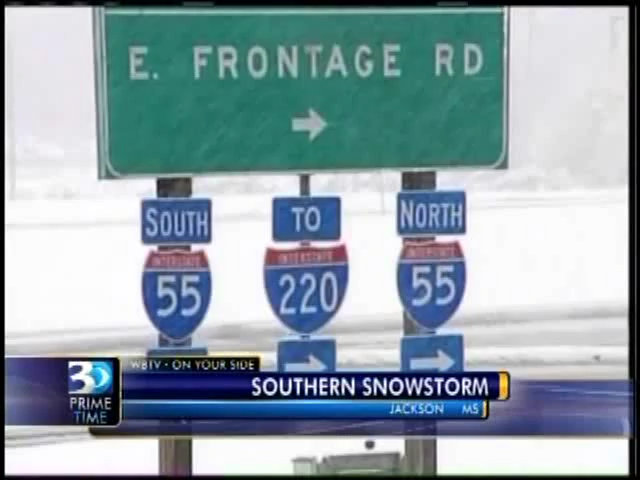 E. FRONTAGE RD
SOUTH TO NORTH
INTERSTATE INTERSTATE INTERSTATE
55 220 55
WBTV - ON YOUR SIDE
3
PRIME
TIME
SOUTHERN SNOWSTORM
JACKSON MS